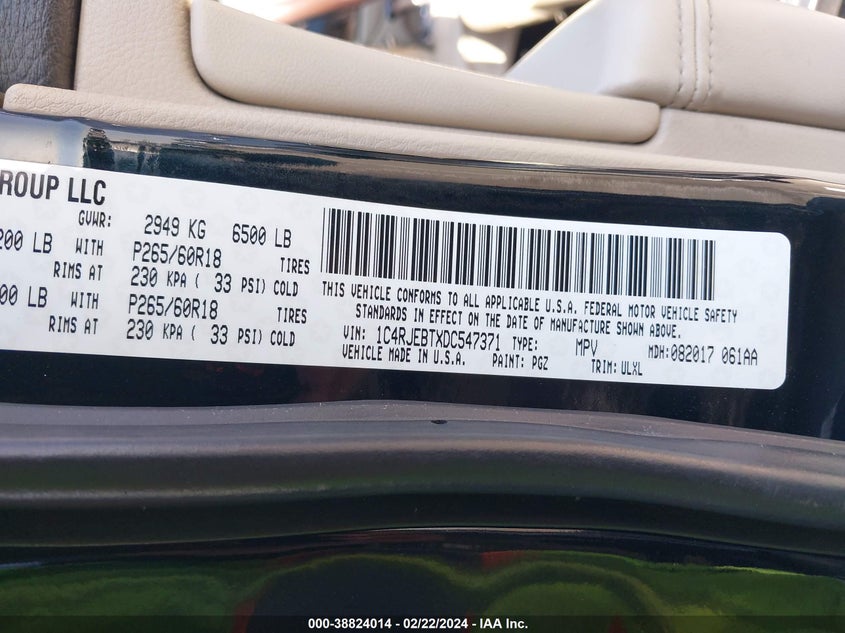 ROUP LLC
GVWR: 2949 KG 6500 LB
200 LB WITH P265/60R18 TIRES
RIMS AT 230 KPA ( 33 PSI) COLD
00 LB WITH P265/60R18 TIRES
RIMS AT 230 KPA ( 33 PSI) COLD
THIS VEHICLE CONFORMS TO ALL APPLICABLE U.S.A. FEDERAL MOTOR VEHICLE SAFETY
STANDARDS IN EFFECT ON THE DATE OF MANUFACTURE SHOWN ABOVE.
VIN: 1C4RJEBTXDC547371 TYPE: MPV MDH:082017 061AA
VEHICLE MADE IN U.S.A. PAINT: PGZ TRIM: ULXL
000-38824014 - 02/22/2024 - IAA Inc.